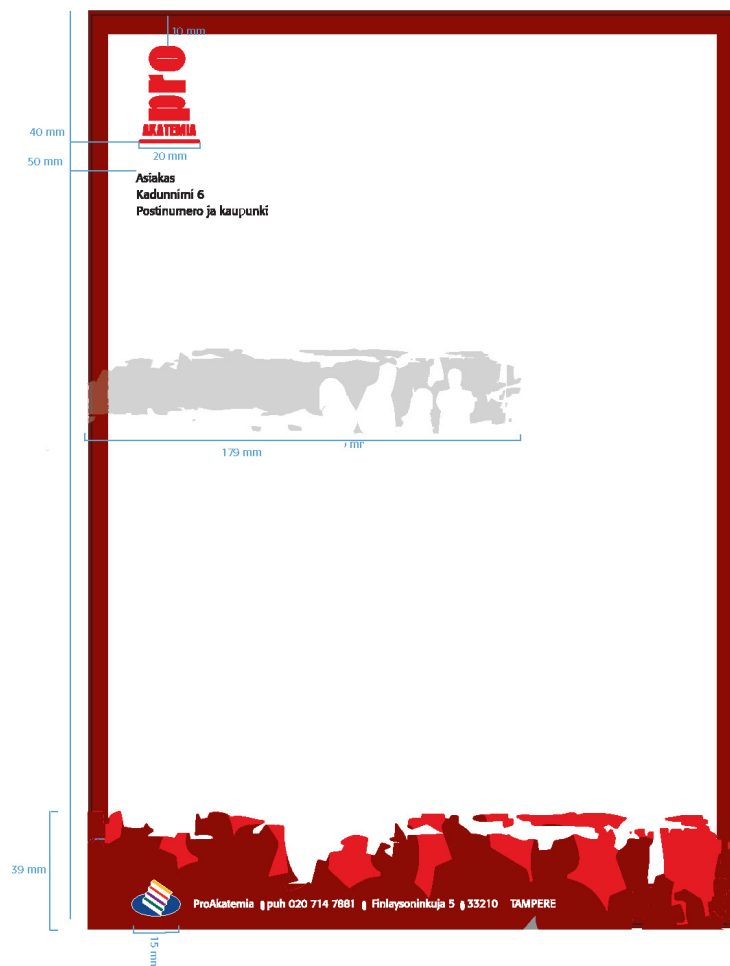 10 mm
pro
AKATEMIA
40 mm
20 mm
50 mm
Asiakas
Kadunnimi 6
Postinumero ja kaupunki
179 mm
39 mm
ProAkatemia puh 020 714 7881 Finlaysoninkuja 5 33210 TAMPERE
15 mm